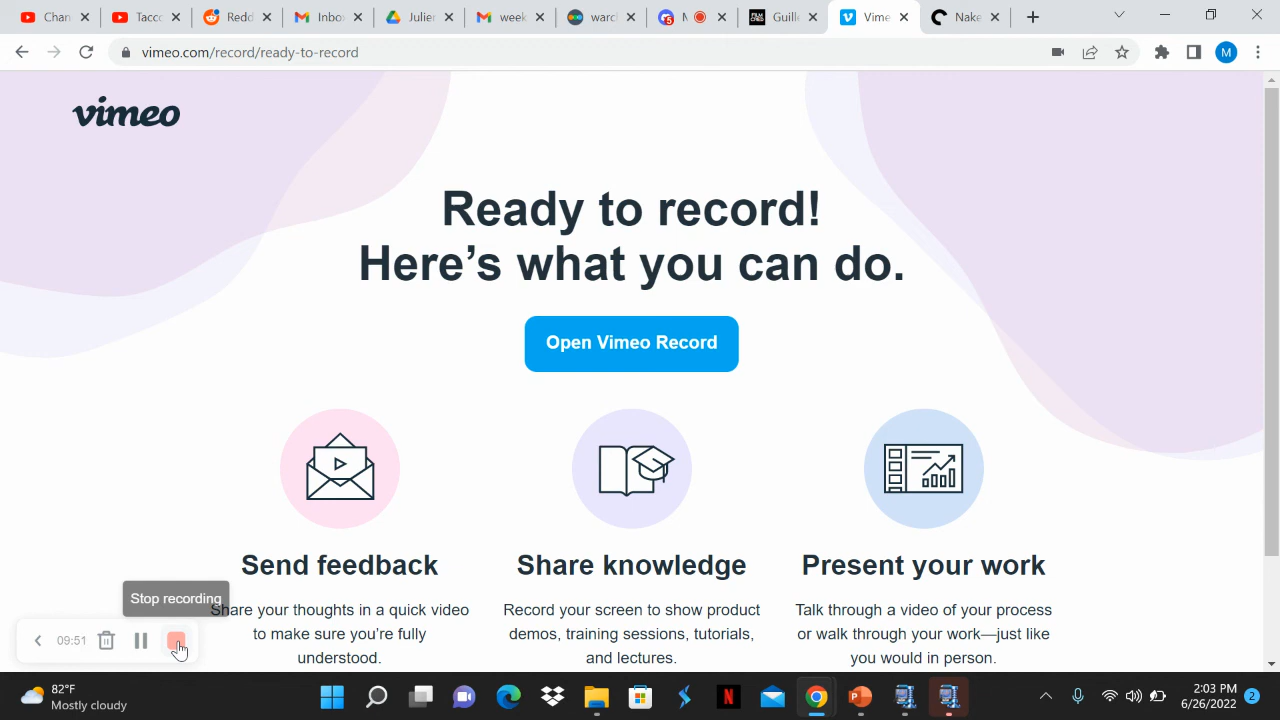 Chan
Tacc
Redd
Inbo
Julier
week
warch
Guille
Vime
Nake
vimeo.com/record/ready-to-record
M
vimeo
Ready to record!
Here's what you can do.
Open Vimeo Record
Send feedback
Share your thoughts in a quick video
to make sure you're fully
understood.
Share knowledge
Record your screen to show product
demos, training sessions, tutorials,
and lectures.
Present your work
Talk through a video of your process
or walk through your work—just like
you would in person.
Stop recording
09:51
82°F
Mostly cloudy
2:03 PM
6/26/2022
2